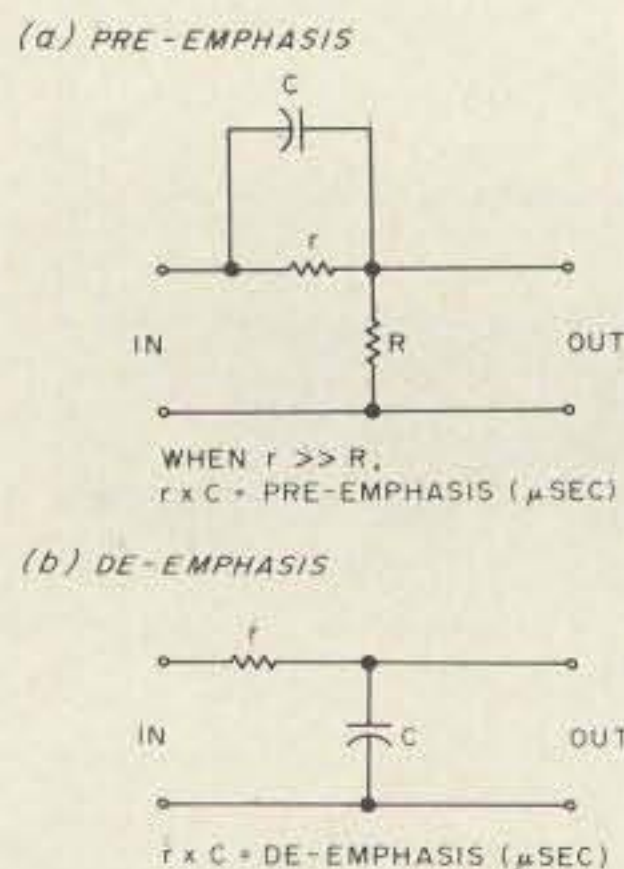 (a) PRE-EMPHASIS
C
r
IN
R
OUT
WHEN r >> R,
r x C = PRE-EMPHASIS (μSEC)
(b) DE-EMPHASIS
r
IN
C
OUT
r x C = DE-EMPHASIS (μSEC)